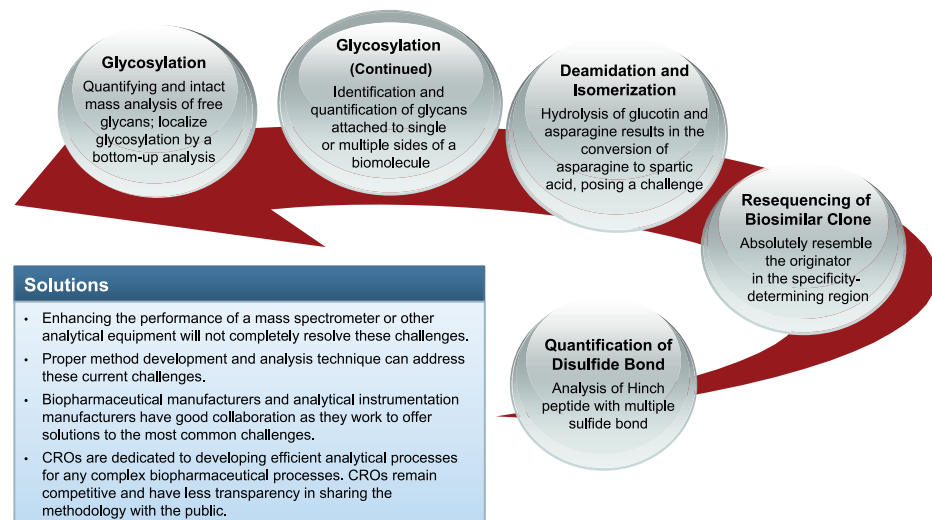 Glycosylation
Quantifying and intact
mass analysis of free
glycans; localize
glycosylation by a
bottom-up analysis
Glycosylation
(Continued)
Identification and
quantification of glycans
attached to single
or multiple sides of a
biomolecule
Deamidation and
Isomerization
Hydrolysis of glucotin and
asparagine results in the
conversion of
asparagine to spartic
acid, posing a challenge
Resequencing of
Biosimilar Clone
Absolutely resemble
the originator
in the specificity-
determining region
Quantification of
Disulfide Bond
Analysis of Hinch
peptide with multiple
sulfide bond
Solutions
• Enhancing the performance of a mass spectrometer or other
analytical equipment will not completely resolve these challenges.
• Proper method development and analysis technique can address
these current challenges.
• Biopharmaceutical manufacturers and analytical instrumentation
manufacturers have good collaboration as they work to offer
solutions to the most common challenges.
• CROs are dedicated to developing efficient analytical processes
for any complex biopharmaceutical processes. CROs remain
competitive and have less transparency in sharing the
methodology with the public.